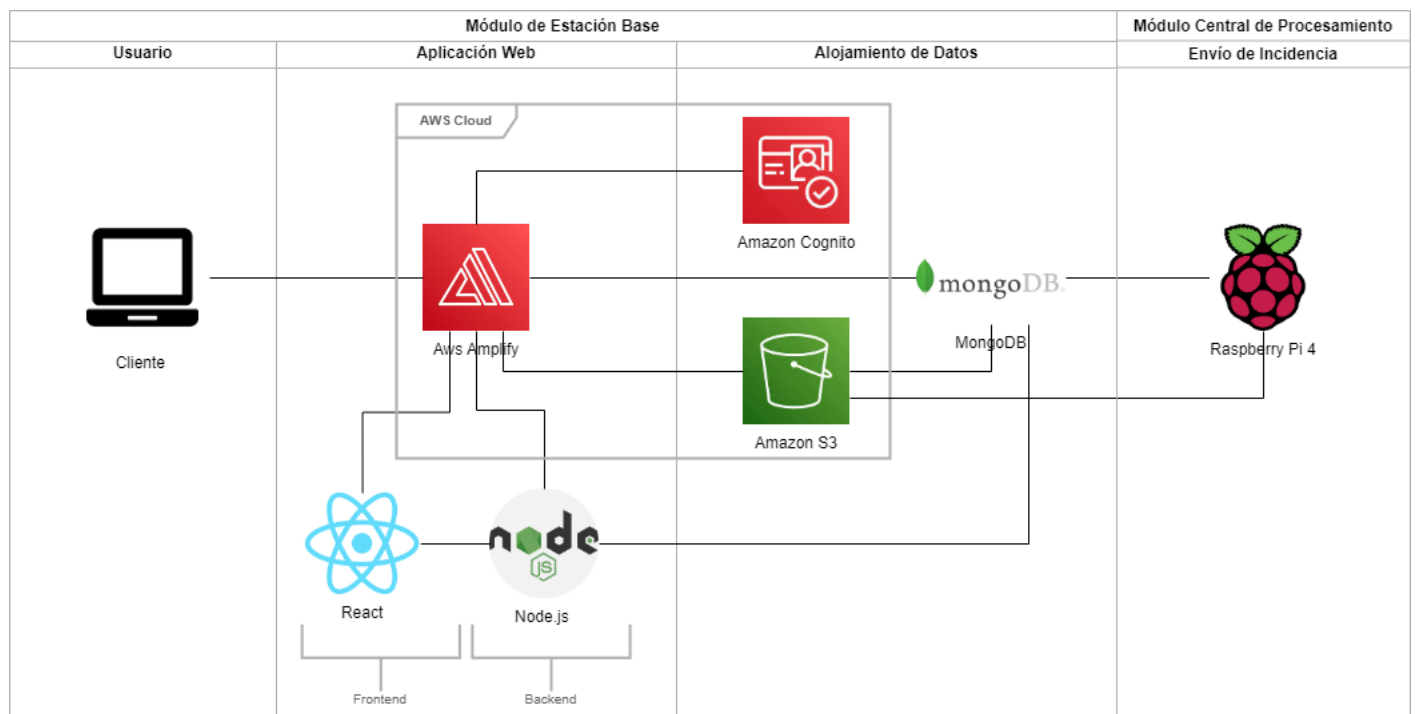 Módulo de Estación Base
Módulo Central de Procesamiento
Usuario
Aplicación Web
Alojamiento de Datos
Envío de Incidencia
AWS Cloud
Amazon Cognito
mongoDB
Cliente
Aws Amplify
MongoDB
Raspberry Pi 4
Amazon S3
node
JS
React
Node.js
Frontend
Backend